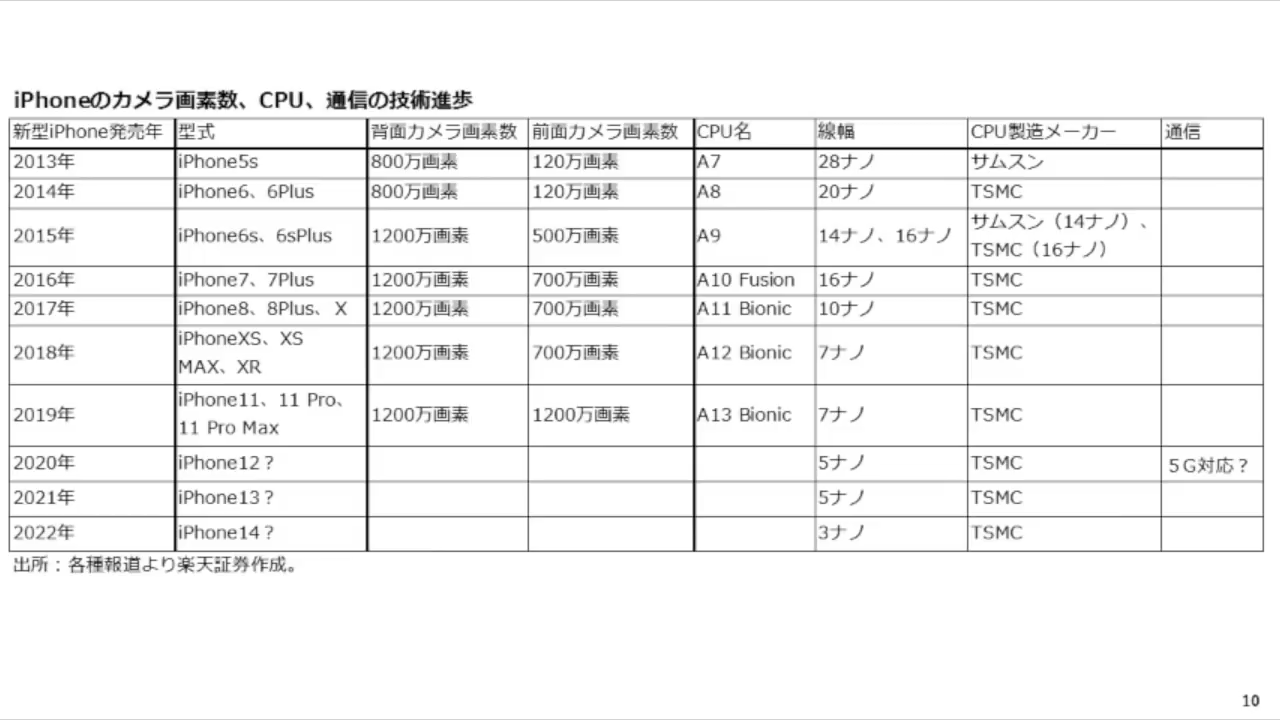 iPhoneのカメラ画素数、CPU、通信の技術進歩
新型iPhone発売年 型式 背面カメラ画素数 前面カメラ画素数 CPU名 線幅 CPU製造メーカー 通信
2013年 iPhone5s 800万画素 120万画素 A7 28ナノ サムスン
2014年 iPhone6、6Plus 800万画素 120万画素 A8 20ナノ TSMC
2015年 iPhone6s、6sPlus 1200万画素 500万画素 A9 14ナノ、16ナノ サムスン（14ナノ）、
TSMC（16ナノ）
2016年 iPhone7、7Plus 1200万画素 700万画素 A10 Fusion 16ナノ TSMC
2017年 iPhone8、8Plus、X 1200万画素 700万画素 A11 Bionic 10ナノ TSMC
2018年 iPhoneXS、XS
MAX、XR 1200万画素 700万画素 A12 Bionic 7ナノ TSMC
2019年 iPhone11、11 Pro、
11 Pro Max 1200万画素 1200万画素 A13 Bionic 7ナノ TSMC
2020年 iPhone12？ 5ナノ TSMC ５G対応？
2021年 iPhone13？ 5ナノ TSMC
2022年 iPhone14？ 3ナノ TSMC
出所：各種報道より楽天証券作成。
10